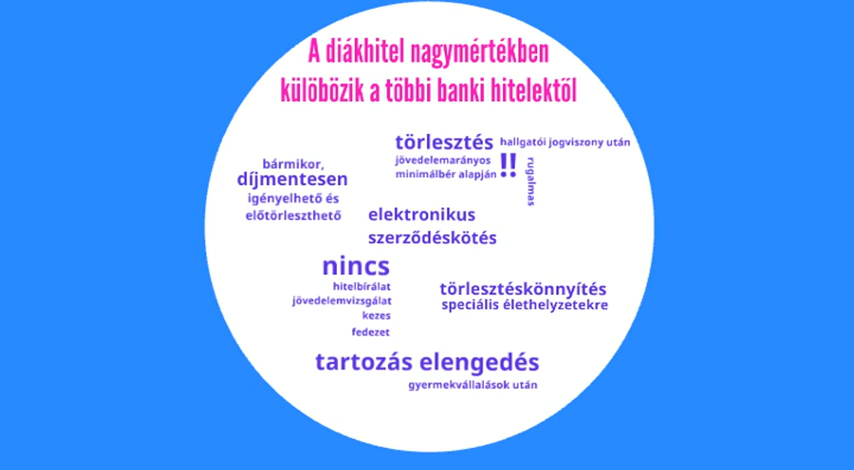 A diákhitel nagymértékben
külöbözik a többi banki hitelektől
törlesztés hallgatói jogviszony után
jövedelemarányos
minimálbér alapján !!
rugalmas
bármikor,
díjmentesen
igényelhető és
előtörleszthető
elektronikus
szerződéskötés
nincs
hitelbírálat
jövedelemvizsgálat
kezes
fedezet
törlesztéskönnyítés
speciális élethelyzetekre
tartozás elengedés
gyermekvállalások után